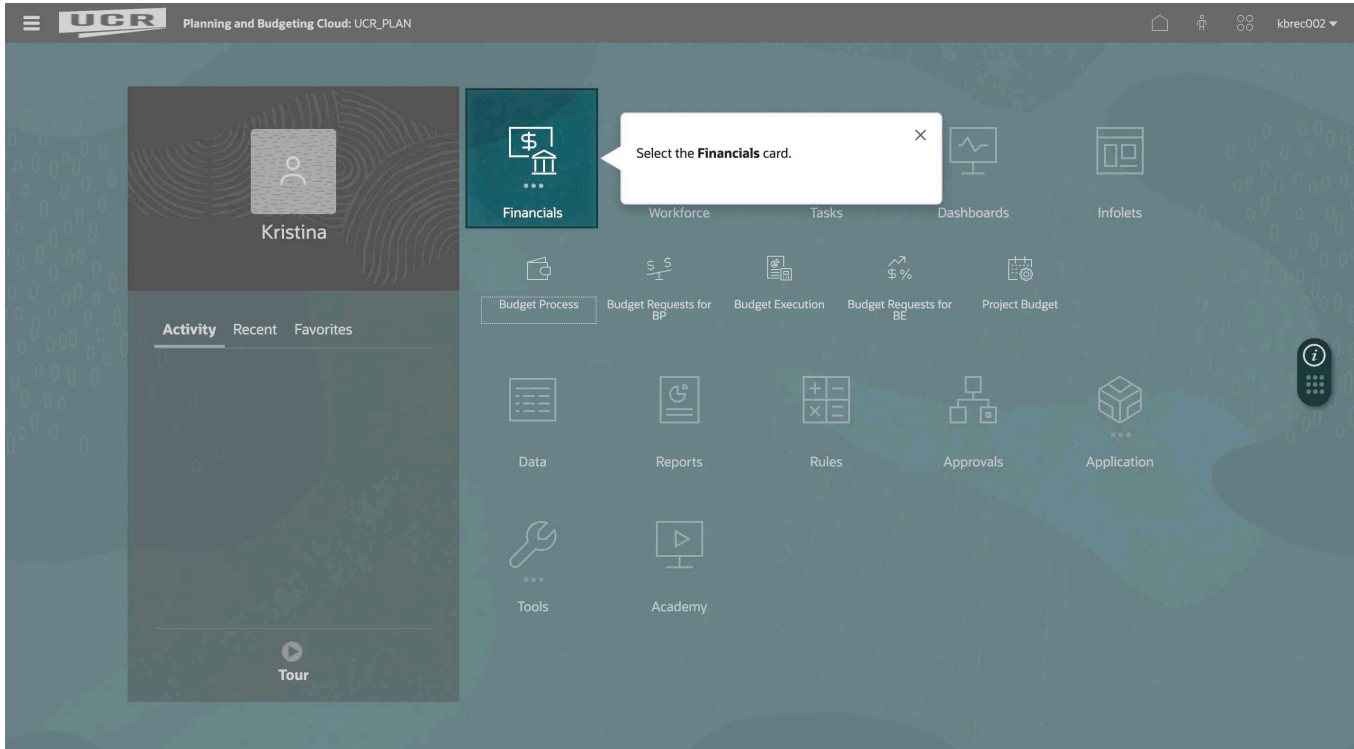 UCR
Planning and Budgeting Cloud: UCR_PLAN
kbrec002
Kristina
Activity Recent Favorites
Tour
Select the Financials card.
Financials Workforce Tasks Dashboards Infolets
Budget Process
Budget Requests for
BP
Budget Execution
Budget Requests for
BE
Project Budget
Data Reports Rules Approvals Application
Tools Academy